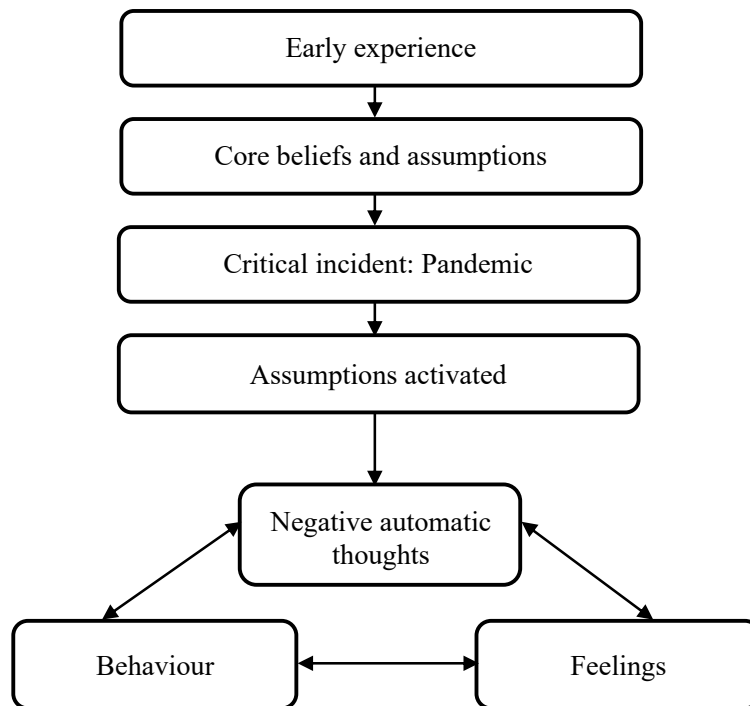 Early experience
Core beliefs and assumptions
Critical incident: Pandemic
Assumptions activated
Negative automatic
thoughts
Behaviour
Feelings